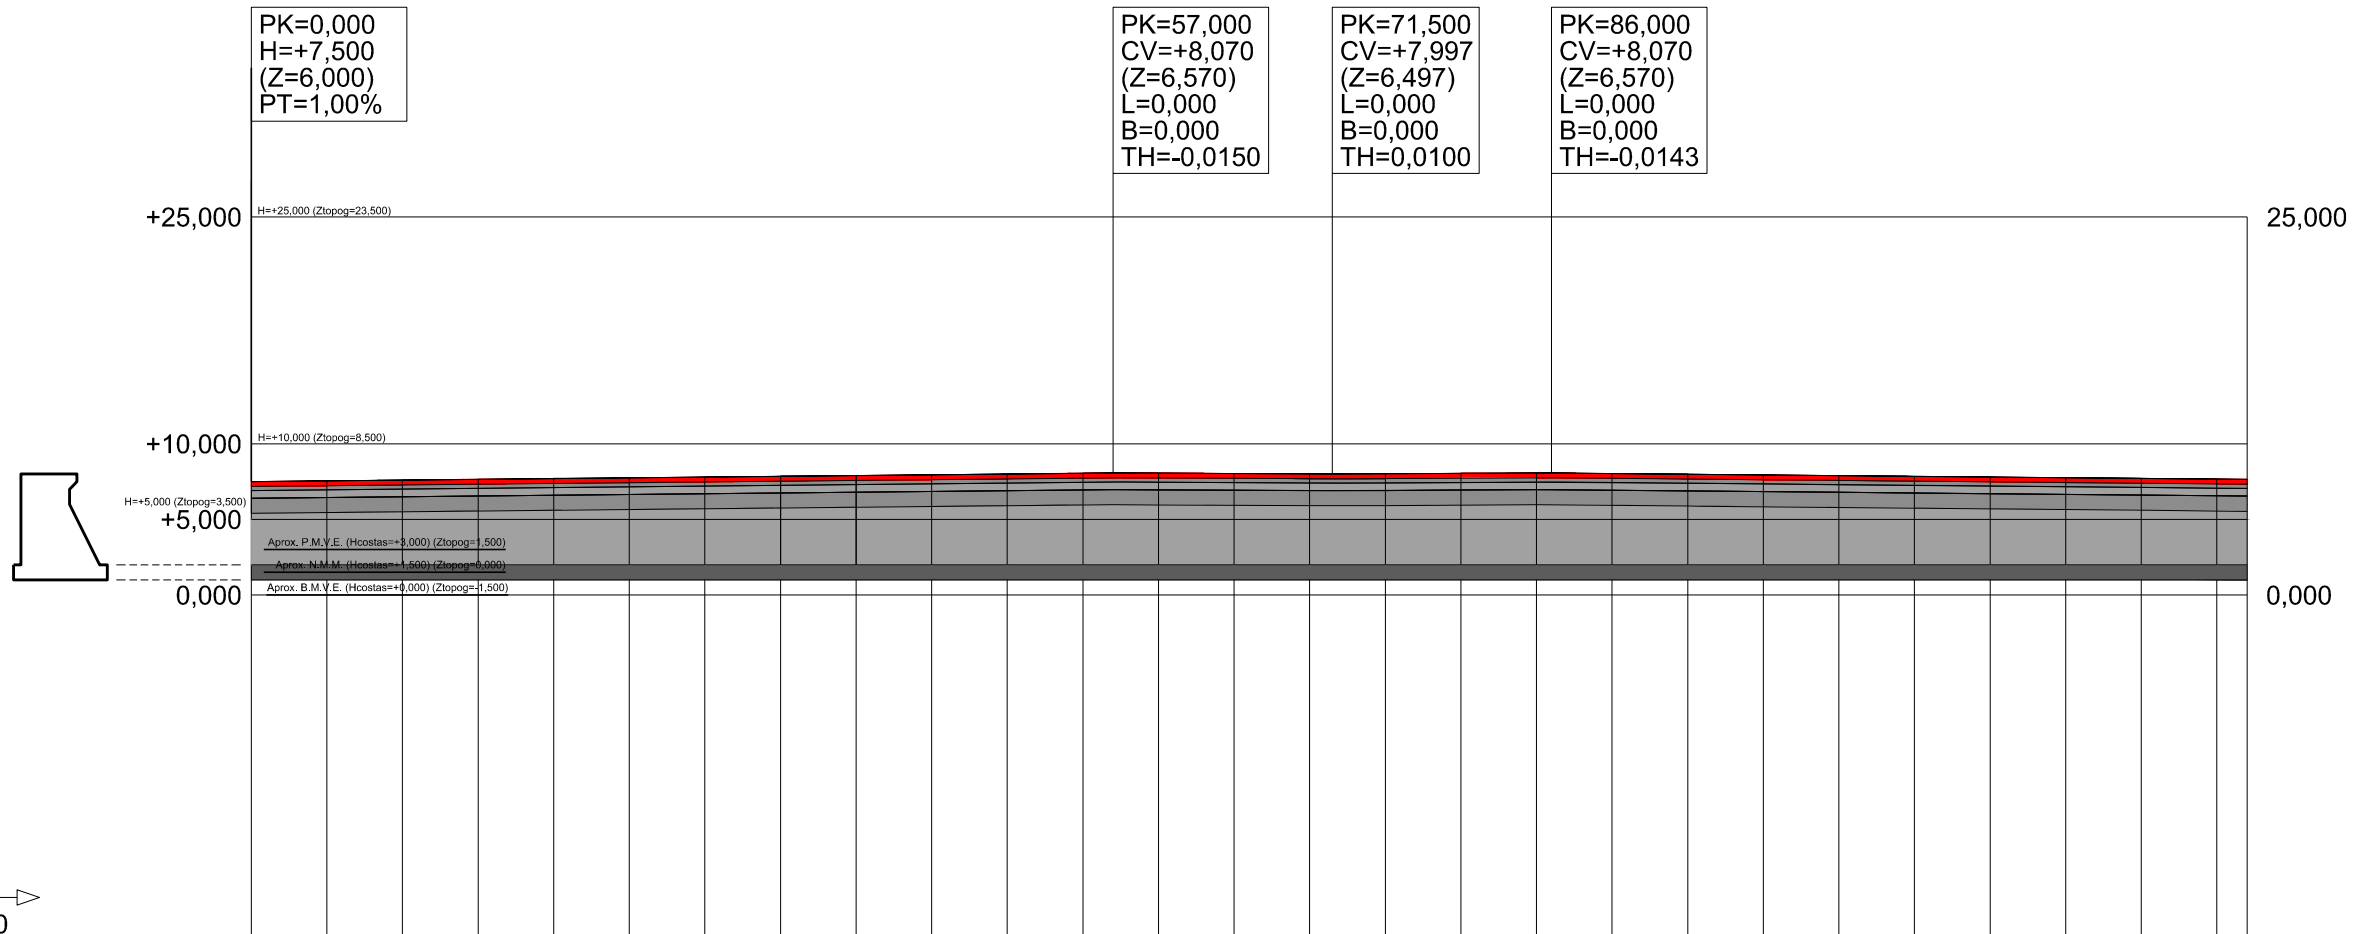 PK=0,000
H=+7,500
(Z=6,000)
PT=1,00%
PK=57,000
CV=+8,070
(Z=6,570)
L=0,000
B=0,000
TH=-0,0150
PK=71,500
CV=+7,997
(Z=6,497)
L=0,000
B=0,000
TH=0,0100
PK=86,000
CV=+8,070
(Z=6,570)
L=0,000
B=0,000
TH=-0,0143
+25,000
H=+25,000 (Ztopog=23,500)
25,000
+10,000
H=+10,000 (Ztopog=8,500)
H=+5,000 (Ztopog=3,500)
+5,000
Aprox. P.M.V.E. (Hcostas=+3,000) (Ztopog=1,500)
Aprox. N.M.M. (Hcostas=+1,500) (Ztopog=0,000)
Aprox. B.M.V.E. (Hcostas=+0,000) (Ztopog=-1,500)
0,000
0,000
0